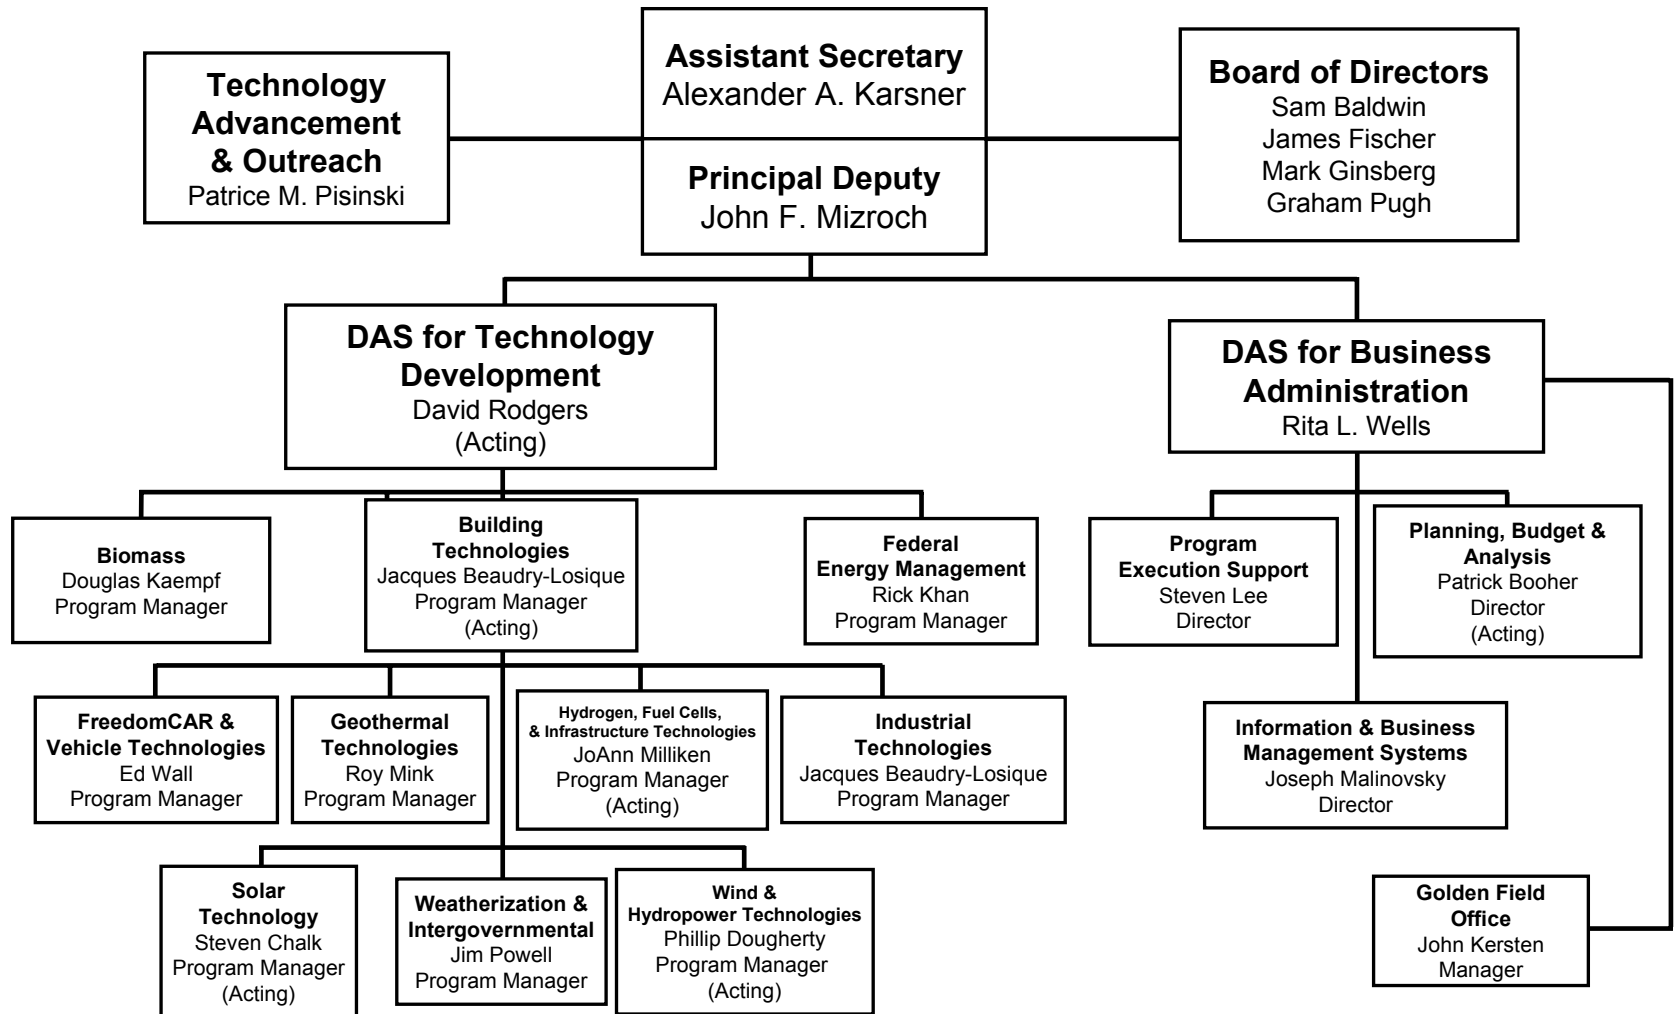 Assistant Secretary
Alexander A. Karsner
Principal Deputy
John F. Mizroch
Technology
Advancement
& Outreach
Patrice M. Pisinski
Board of Directors
Sam Baldwin
James Fischer
Mark Ginsberg
Graham Pugh
DAS for Technology
Development
David Rodgers
(Acting)
DAS for Business
Administration
Rita L. Wells
Biomass
Douglas Kaempf
Program Manager
Building
Technologies
Jacques Beaudry-Losique
Program Manager
(Acting)
Federal
Energy Management
Rick Khan
Program Manager
Program
Execution Support
Steven Lee
Director
Planning, Budget &
Analysis
Patrick Booher
Director
(Acting)
FreedomCAR &
Vehicle Technologies
Ed Wall
Program Manager
Geothermal
Technologies
Roy Mink
Program Manager
Hydrogen, Fuel Cells,
& Infrastructure Technologies
JoAnn Milliken
Program Manager
(Acting)
Industrial
Technologies
Jacques Beaudry-Losique
Program Manager
Information & Business
Management Systems
Joseph Malinovsky
Director
Solar
Technology
Steven Chalk
Program Manager
(Acting)
Weatherization &
Intergovernmental
Jim Powell
Program Manager
Wind &
Hydropower Technologies
Phillip Dougherty
Program Manager
(Acting)
Golden Field
Office
John Kersten
Manager